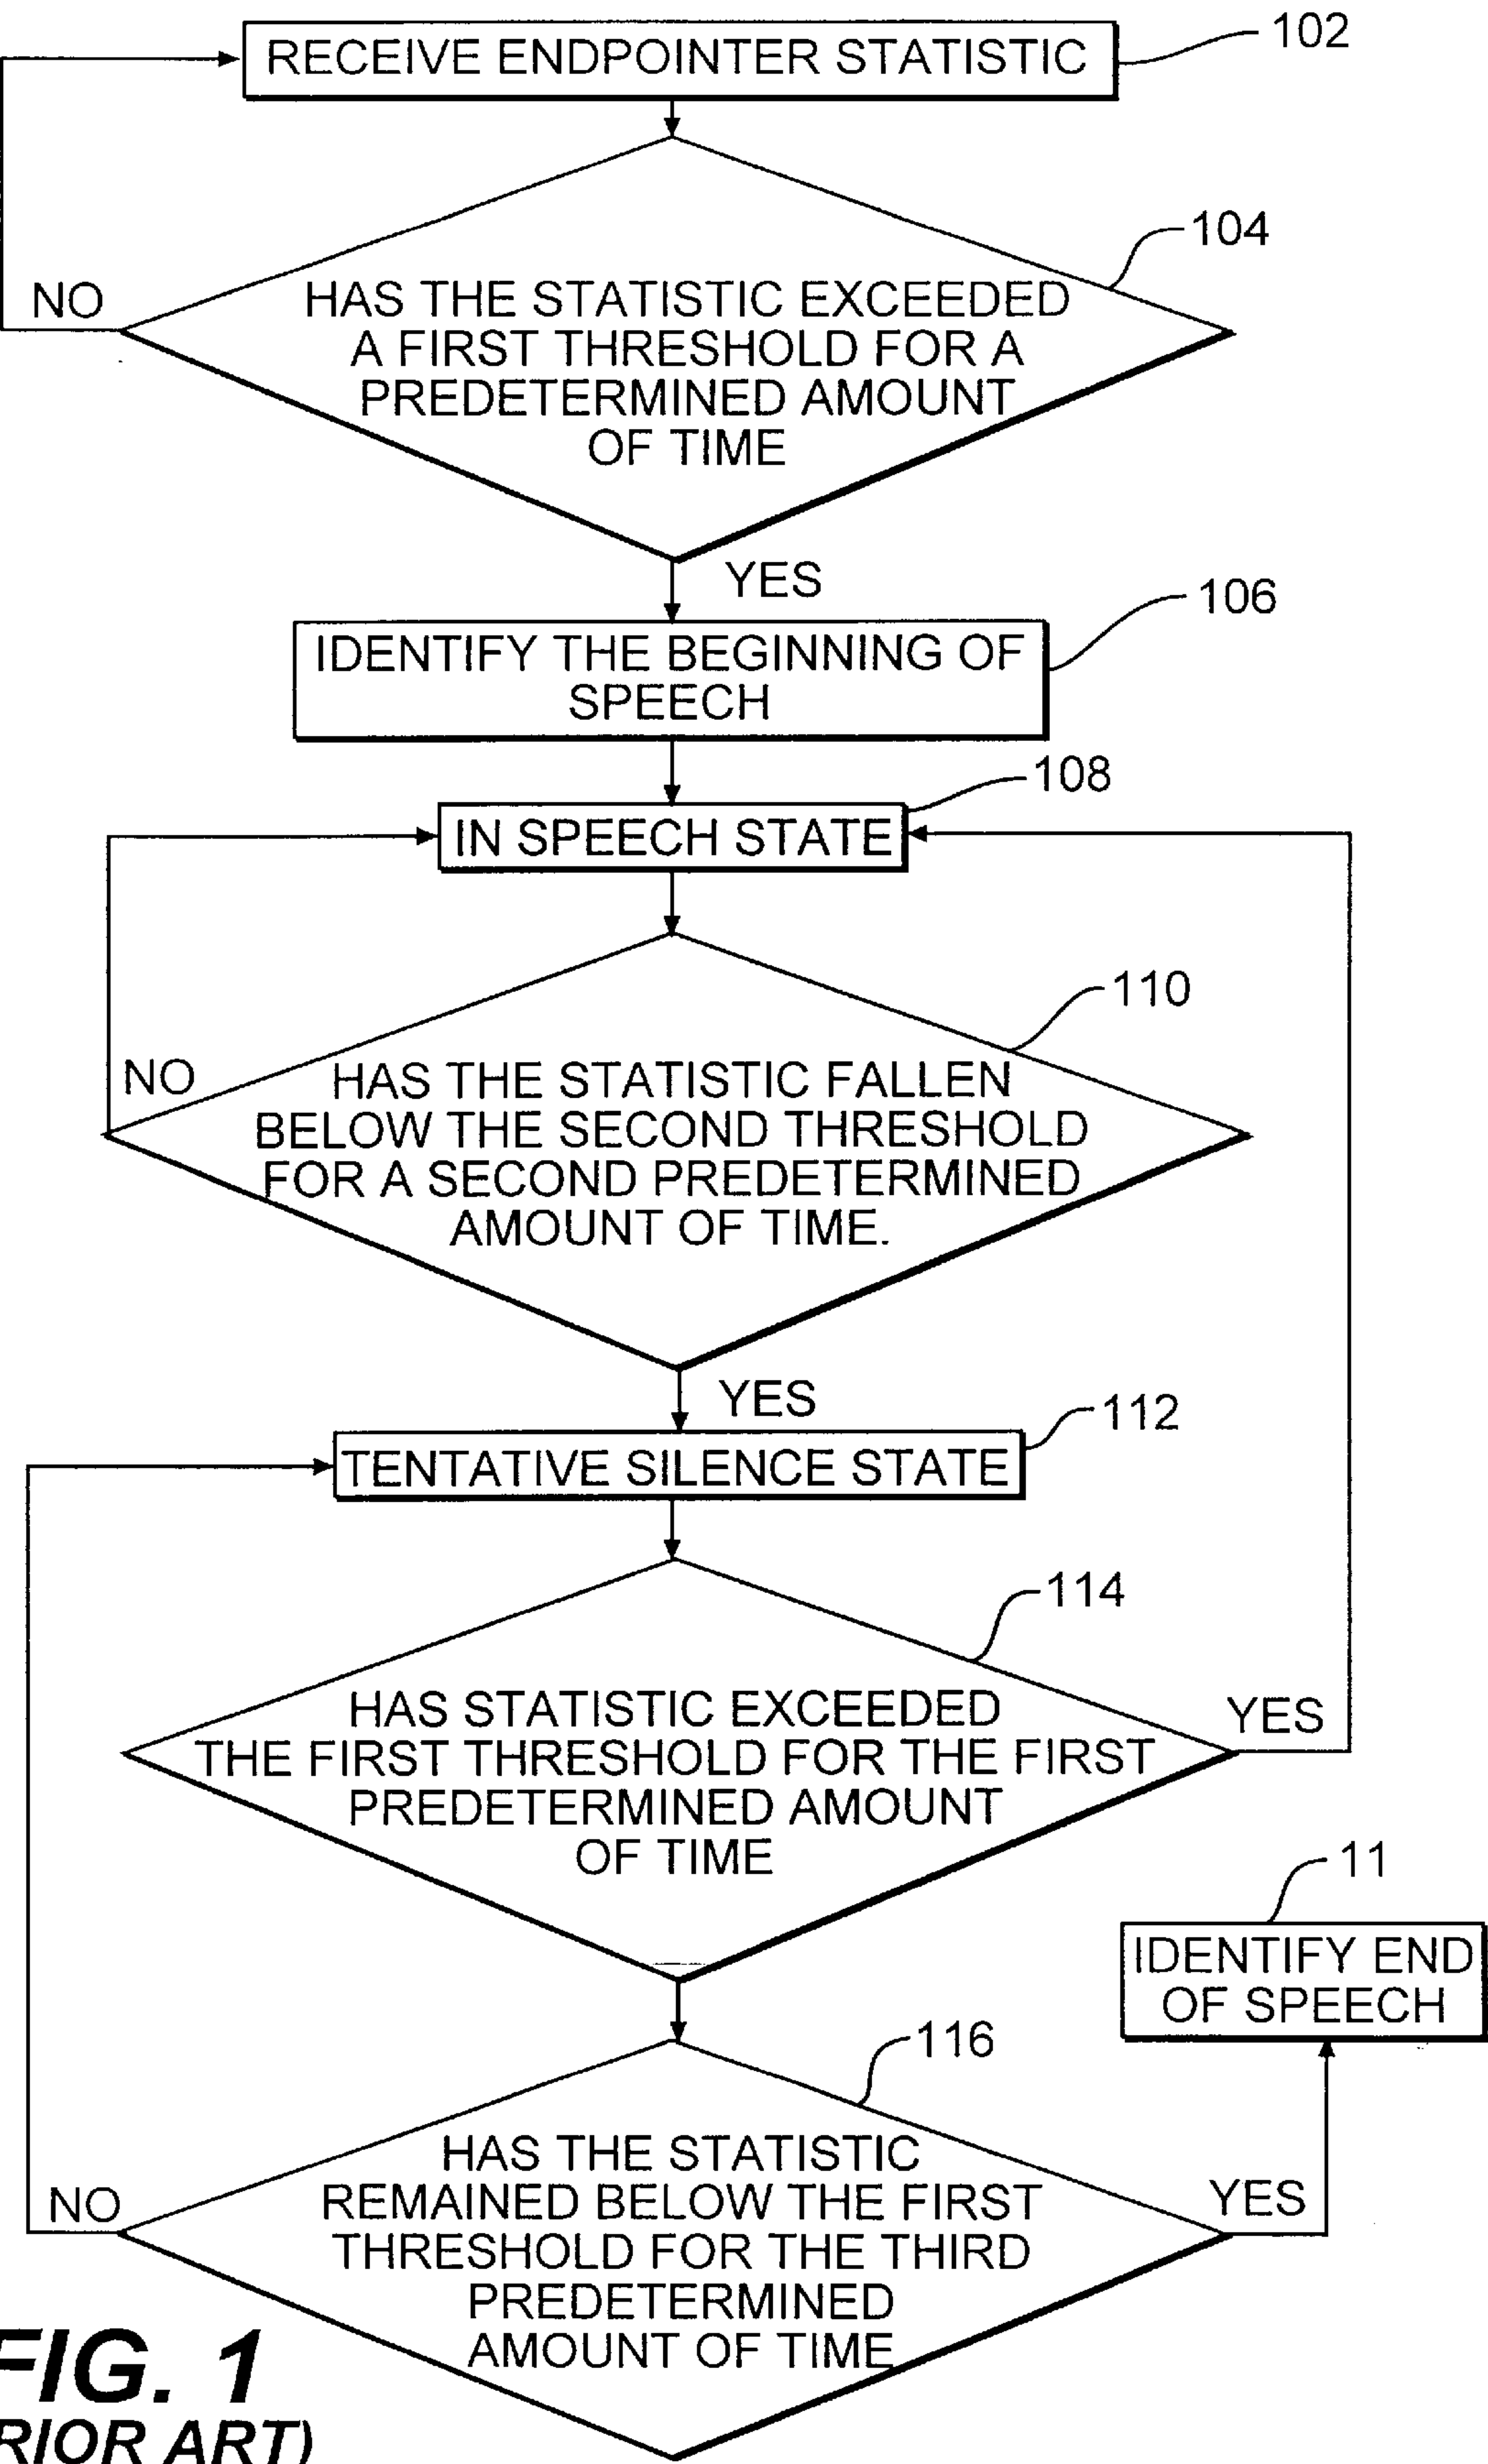 102
RECEIVE ENDPOINTER STATISTIC
104
NO
HAS THE STATISTIC EXCEEDED
A FIRST THRESHOLD FOR A
PREDETERMINED AMOUNT
OF TIME
YES
106
IDENTIFY THE BEGINNING OF
SPEECH
108
IN SPEECH STATE
110
NO
HAS THE STATISTIC FALLEN
BELOW THE SECOND THRESHOLD
FOR A SECOND PREDETERMINED
AMOUNT OF TIME.
YES
112
TENTATIVE SILENCE STATE
114
HAS STATISTIC EXCEEDED
THE FIRST THRESHOLD FOR THE FIRST
PREDETERMINED AMOUNT
OF TIME
YES
11
IDENTIFY END
OF SPEECH
116
HAS THE STATISTIC
REMAINED BELOW THE FIRST
THRESHOLD FOR THE THIRD
PREDETERMINED
AMOUNT OF TIME
NO
YES
FIG. 1
RIOR ART)